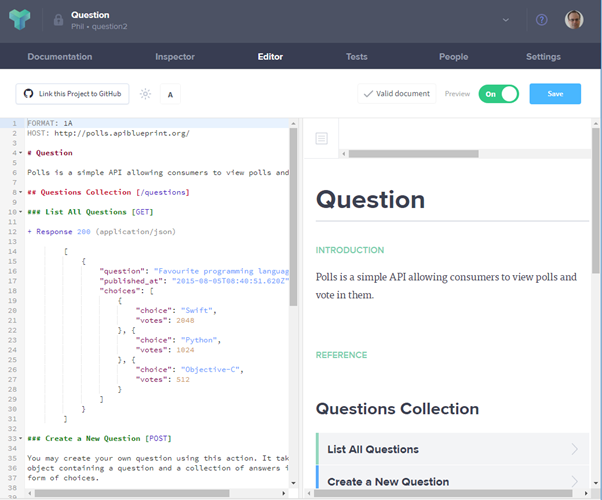 Question
Phil • question2
Documentation Inspector Editor Tests People Settings
Link this Project to GitHub A Valid document Preview On Save
1 FORMAT: 1A
2 HOST: http://polls.apiblueprint.org/
3
4 # Question
5
6 Polls is a simple API allowing consumers to view polls and
7
8 ## Questions Collection [/questions]
9
10 ### List All Questions [GET]
11
12 + Response 200 (application/json)
13
14 [
15 {
16 "question": "Favourite programming languag
17 "published_at": "2015-08-05T08:40:51.620Z"
18 "choices": [
19 {
20 "choice": "Swift",
21 "votes": 2048
22 }, {
23 "choice": "Python",
24 "votes": 1024
25 }, {
26 "choice": "Objective-C",
27 "votes": 512
28 }
29 ]
30 }
31 ]
32
33 ### Create a New Question [POST]
34
35 You may create your own question using this action. It tak
36 object containing a question and a collection of answers i
37 form of choices.
38
Question
INTRODUCTION
Polls is a simple API allowing consumers to view polls and
vote in them.
REFERENCE
Questions Collection
List All Questions
Create a New Question